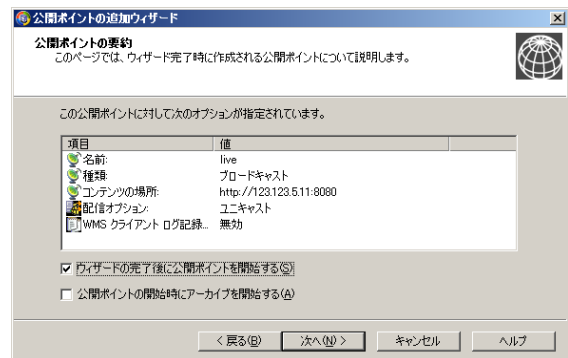 公開ポイントの追加ウィザード
公開ポイントの要約
このページでは、ウィザード完了時に作成される公開ポイントについて説明します。
この公開ポイントに対して次のオプションが指定されています。
項目 値
名前: live
種類: ブロードキャスト
コンテンツの場所: http://123.123.5.11:8080
配信オプション: ユニキャスト
WMS クライアント ログ記録... 無効
ウィザードの完了後に公開ポイントを開始する(S)
公開ポイントの開始時にアーカイブを開始する(A)
< 戻る(B) 次へ(N) > キャンセル ヘルプ